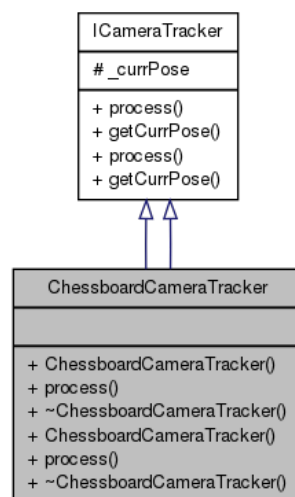 ICameraTracker
# _currPose
+ process()
+ getCurrPose()
+ process()
+ getCurrPose()
ChessboardCameraTracker
+ ChessboardCameraTracker()
+ process()
+ ~ChessboardCameraTracker()
+ ChessboardCameraTracker()
+ process()
+ ~ChessboardCameraTracker()